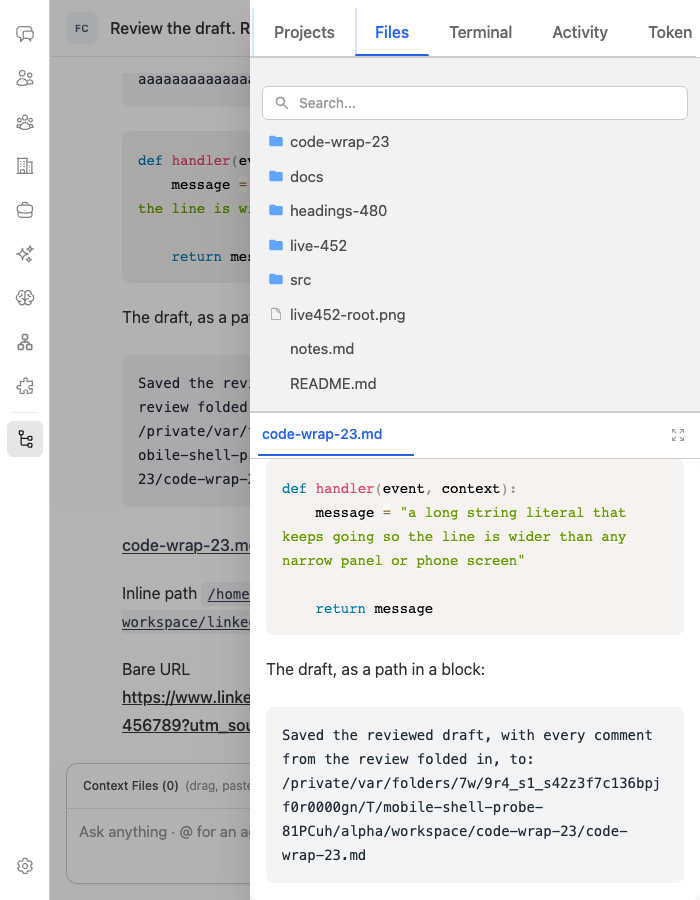 FC
Review the draft. R
aaaaaaaaaaaaa
def handler(ev
message =
the line is wi
return mes
The draft, as a pa
Saved the revi
review folded
/private/var/
obile-shell-p
23/code-wrap-2
code-wrap-23.m
Inline path /home
workspace/linke
Bare URL
https://www.linke
456789?utm_sou
Context Files (0) (drag, paste
Ask anything · @ for an a
Projects
Files
Terminal
Activity
Token
Search...
code-wrap-23
docs
headings-480
live-452
src
live452-root.png
notes.md
README.md
code-wrap-23.md
def handler(event, context):
message = "a long string literal that
keeps going so the line is wider than any
narrow panel or phone screen"
return message
The draft, as a path in a block:
Saved the reviewed draft, with every comment
from the review folded in, to:
/private/var/folders/7w/9r4_s1_s42z3f7c136bpj
f0r0000gn/T/mobile-shell-probe-
81PCuh/alpha/workspace/code-wrap-23/code-
wrap-23.md